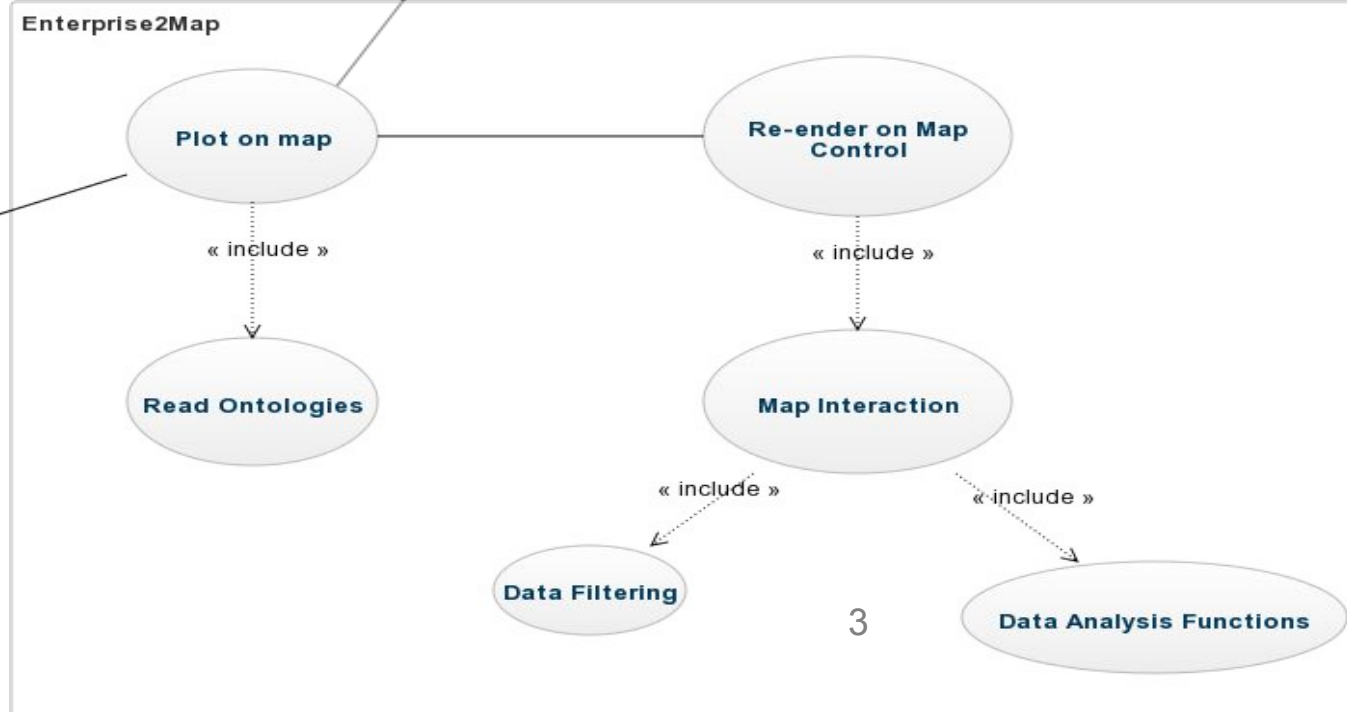 Enterprise2Map
Plot on map
Re-ender on Map
Control
« include »
« include »
Read Ontologies
Map Interaction
« include »
« include »
Data Filtering
3
Data Analysis Functions